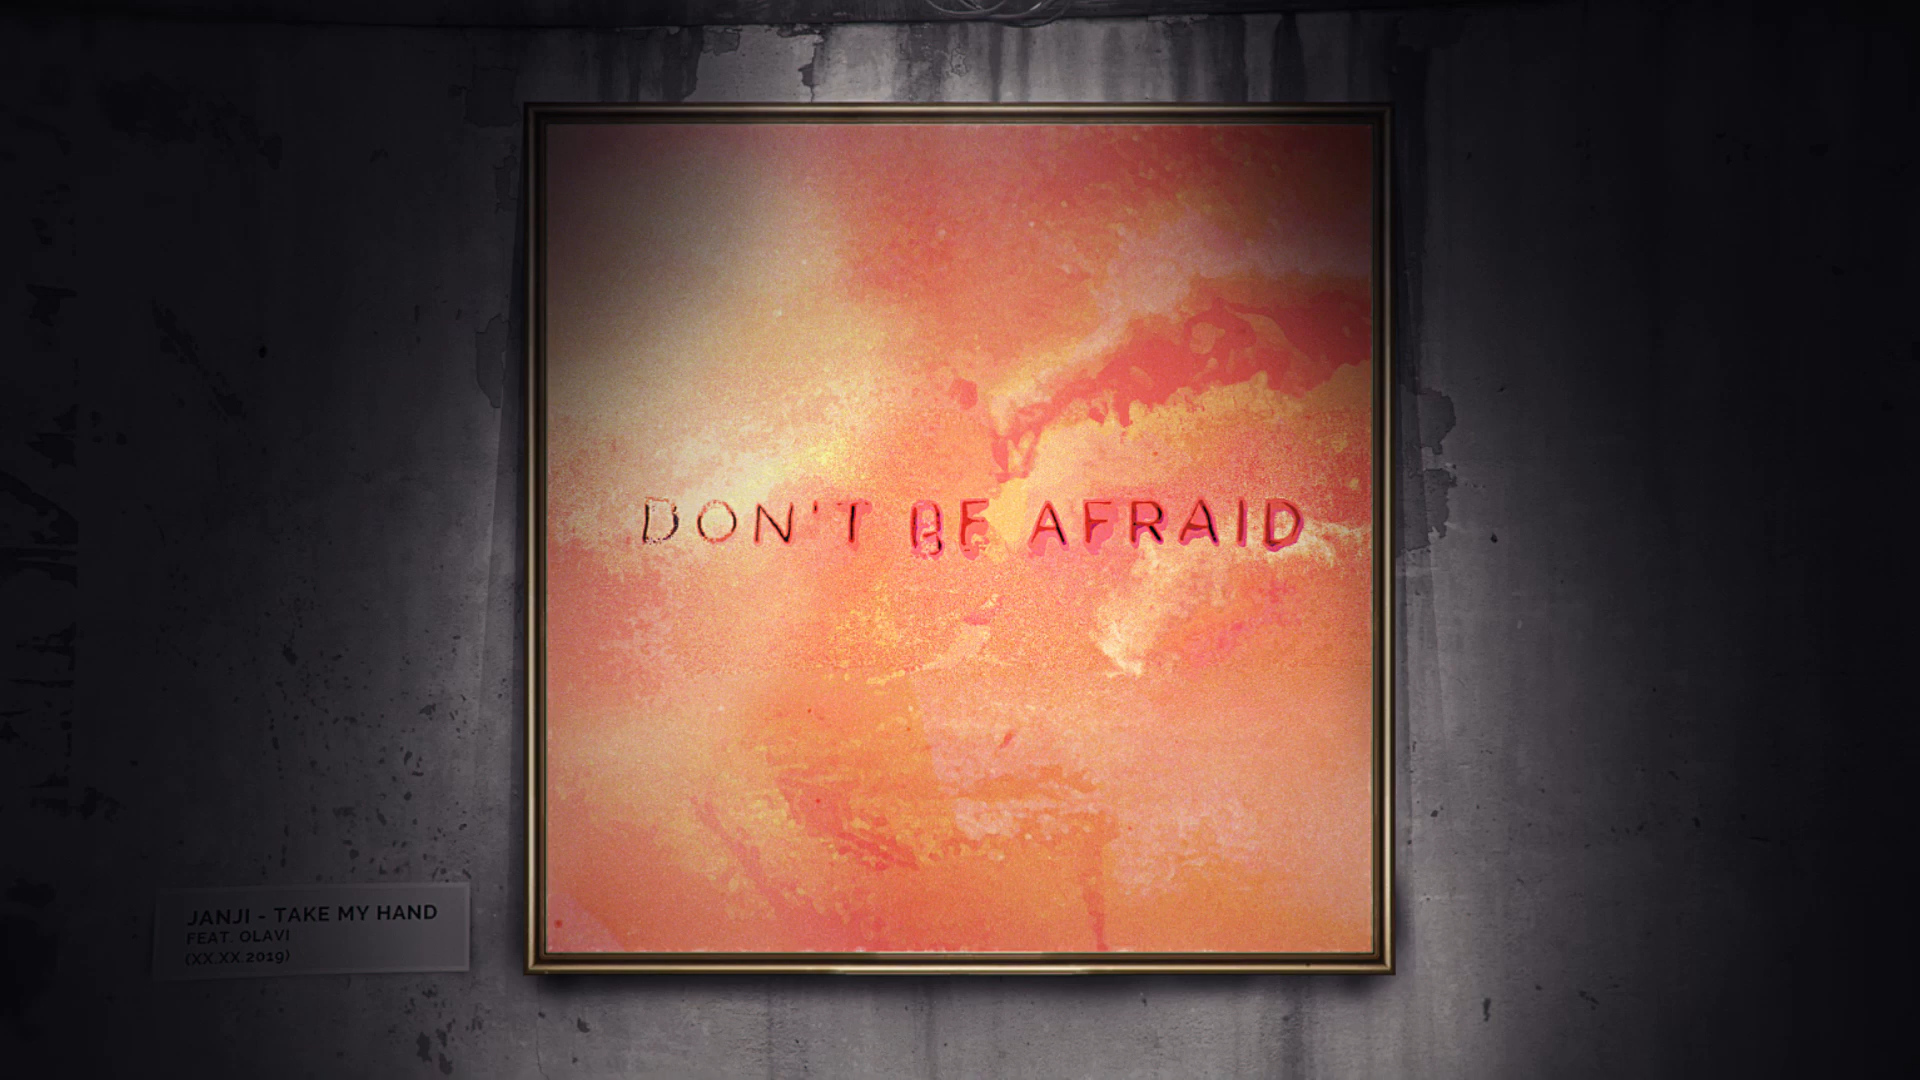 DON'T BE AFRAID
JANJI - TAKE MY HAND
FEAT. OLAVI
(XX.XX.2019)